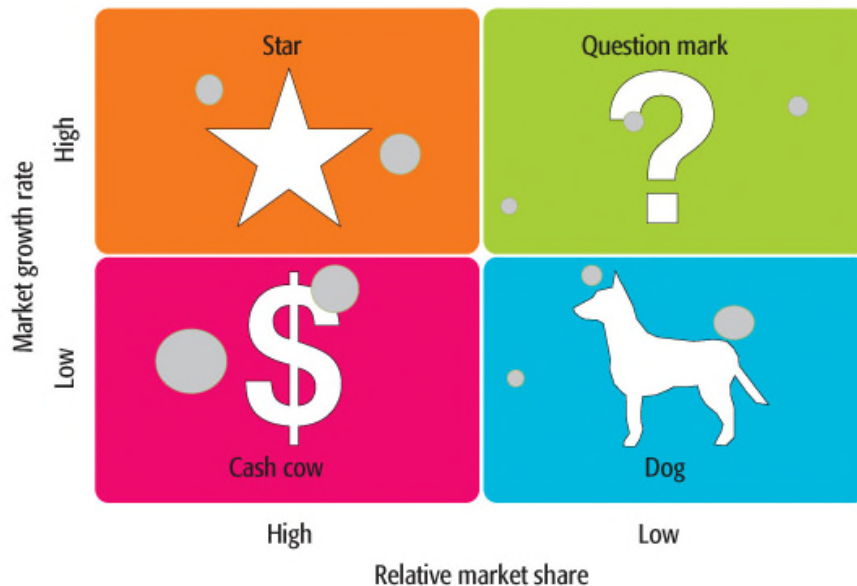 Star
Question mark
?
High
Market growth rate
$
Low
Cash cow
Dog
High
Low
Relative market share